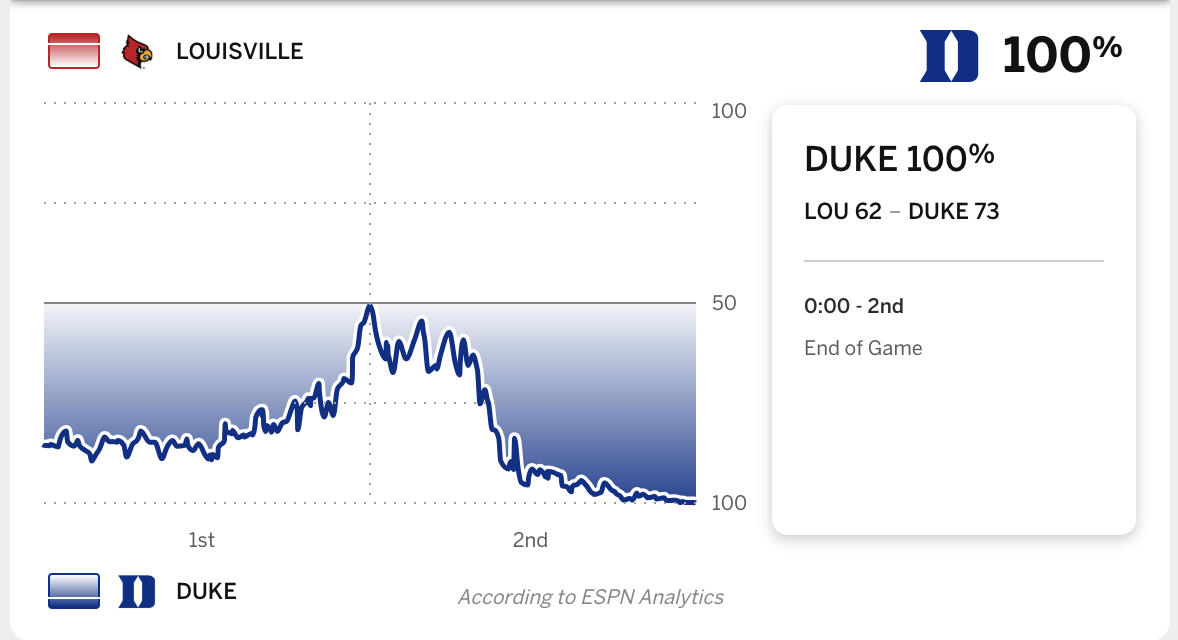 LOUISVILLE
D 100%
100
50
100
1st
2nd
D DUKE
According to ESPN Analytics
DUKE 100%
LOU 62 – DUKE 73
0:00 - 2nd
End of Game